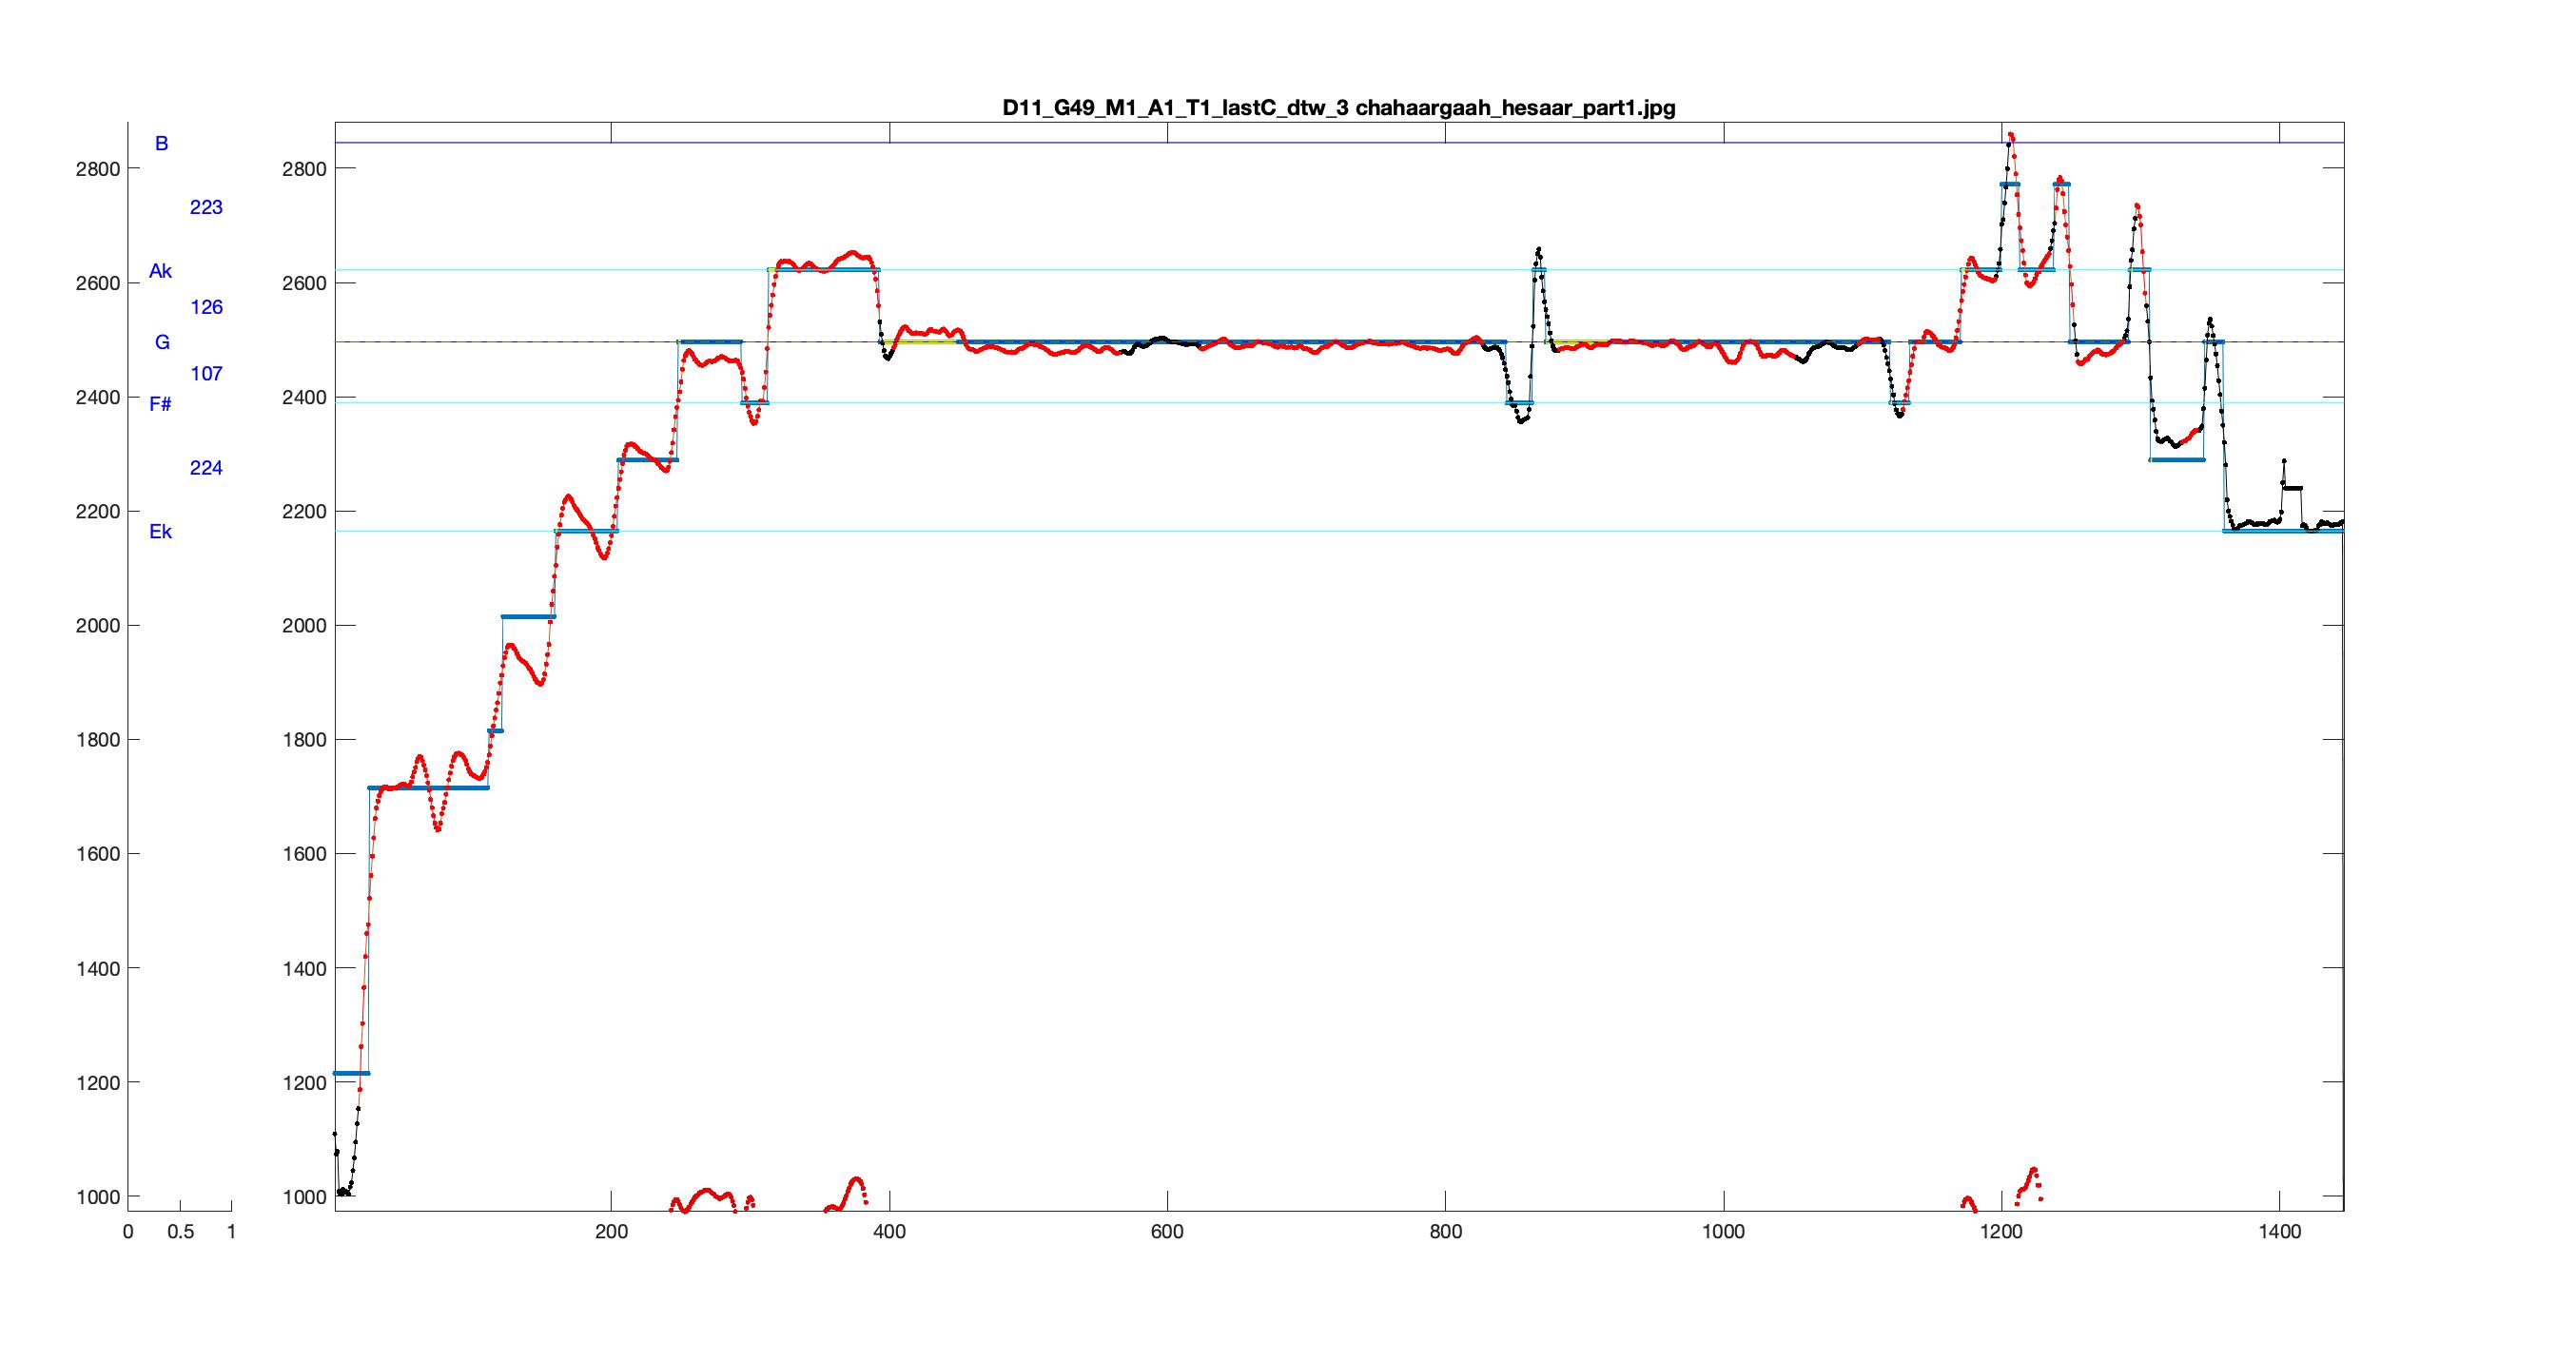 D11_G49_M1_A1_T1_lastC_dtw_3 chahaargaah_hesaar_part1.jpg
B
2800 2800
223
Ak
2600 2600
126
G
107
2400 F# 2400
224
2200 2200
Ek
2000 2000
1800 1800
1600 1600
1400 1400
1200 1200
1000 1000
0 0.5 1 200 400 600 800 1000 1200 1400